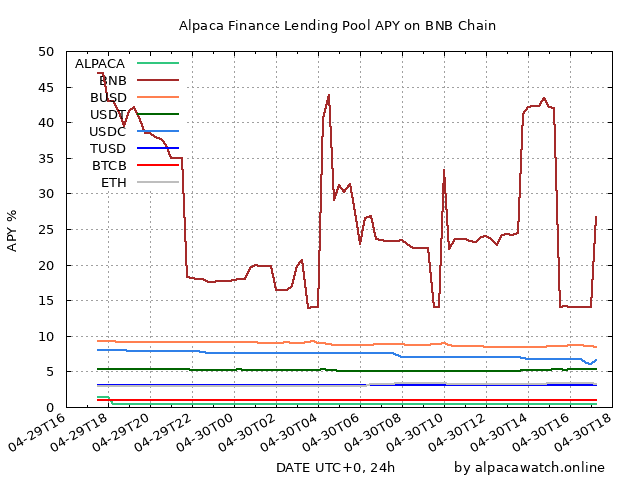 Alpaca Finance Lending Pool APY on BNB Chain
APY %
50
45
40
35
30
25
20
15
10
5
0
ALPACA
BNB
BUSD
USDT
USDC
TUSD
BTCB
ETH
04-29T16
04-29T18
04-29T20
04-29T22
04-30T00
04-30T02
04-30T04
04-30T06
04-30T08
04-30T10
04-30T12
04-30T14
04-30T16
04-30T18
DATE UTC+0, 24h
by alpacawatch.online